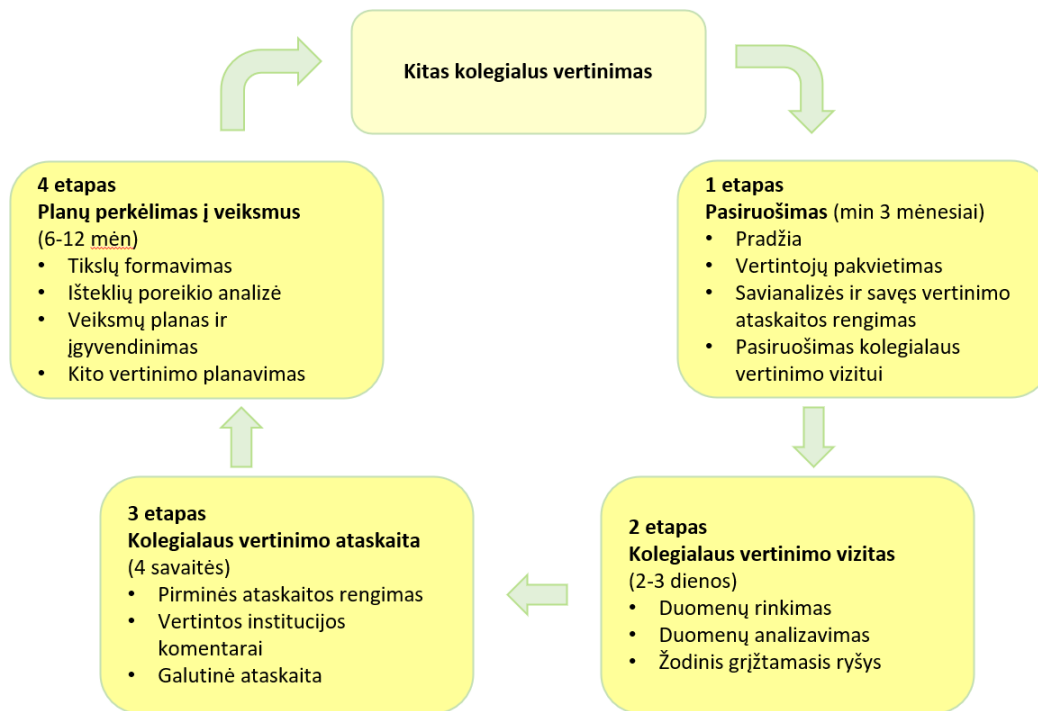 Kitas kolegialus vertinimas
1 etapas
Pasiruošimas (min 3 mėnesiai)
• Pradžia
• Vertintojų pakvietimas
• Savianalizės ir savęs vertinimo
ataskaitos rengimas
• Pasiruošimas kolegialaus
vertinimo vizitui
2 etapas
Kolegialaus vertinimo vizitas
(2-3 dienos)
• Duomenų rinkimas
• Duomenų analizavimas
• Žodinis grįžtamasis ryšys
3 etapas
Kolegialaus vertinimo ataskaita
(4 savaitės)
• Pirminės ataskaitos rengimas
• Vertintos institucijos
komentarai
• Galutinė ataskaita
4 etapas
Planų perkėlimas į veiksmus
(6-12 mėn)
• Tikslų formavimas
• Išteklių poreikio analizė
• Veiksmų planas ir
įgyvendinimas
• Kito vertinimo planavimas